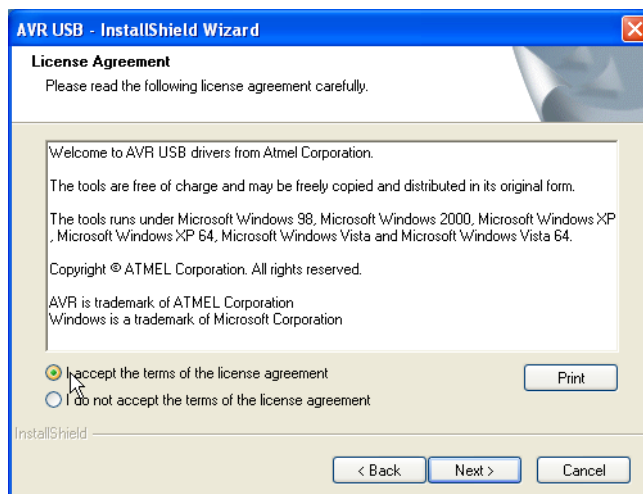 AVR USB - InstallShield Wizard
License Agreement
Please read the following license agreement carefully.
Welcome to AVR USB drivers from Atmel Corporation.
The tools are free of charge and may be freely copied and distributed in its original form.
The tools runs under Microsoft Windows 98, Microsoft Windows 2000, Microsoft Windows XP
, Microsoft Windows XP 64, Microsoft Windows Vista and Microsoft Windows Vista 64.
Copyright © ATMEL Corporation. All rights reserved.
AVR is trademark of ATMEL Corporation
Windows is a trademark of Microsoft Corporation
I accept the terms of the license agreement
Print
I do not accept the terms of the license agreement
InstallShield
< Back
Next >
Cancel